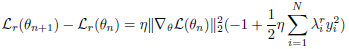 $\mathcal{L}_r(\theta_{n+1}) - \mathcal{L}_r(\theta_n) = \eta \|\nabla_\theta \mathcal{L}(\theta_n)\|_2^2 (-1 + \frac{1}{2} \eta \sum_{i=1}^{N} \lambda_i^r y_i^2)$